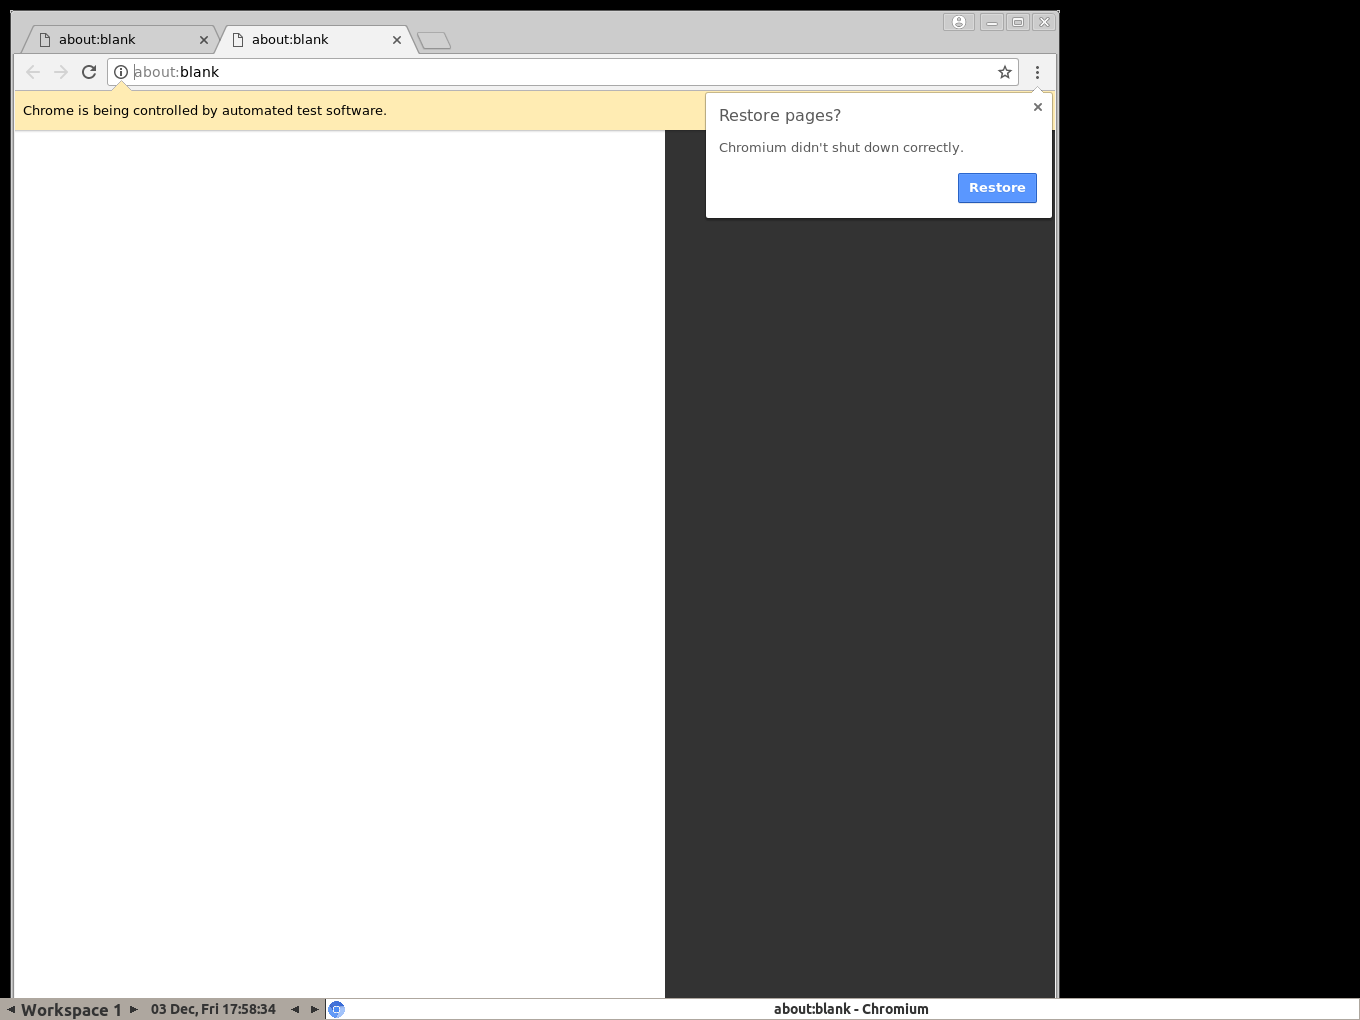 about:blank
about:blank
about:blank
Chrome is being controlled by automated test software.
Restore pages?
Chromium didn't shut down correctly.
Restore
Workspace 1
03 Dec, Fri 17:58:34
about:blank - Chromium